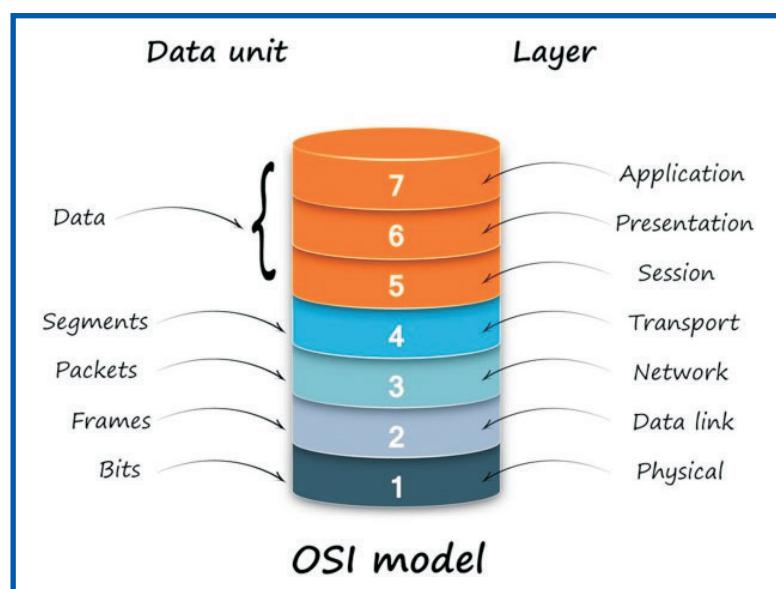 Data unit
Layer
7
Application
6
Presentation
Data
5
Session
Segments
4
Transport
Packets
3
Network
Frames
2
Data link
Bits
1
Physical
OSI model